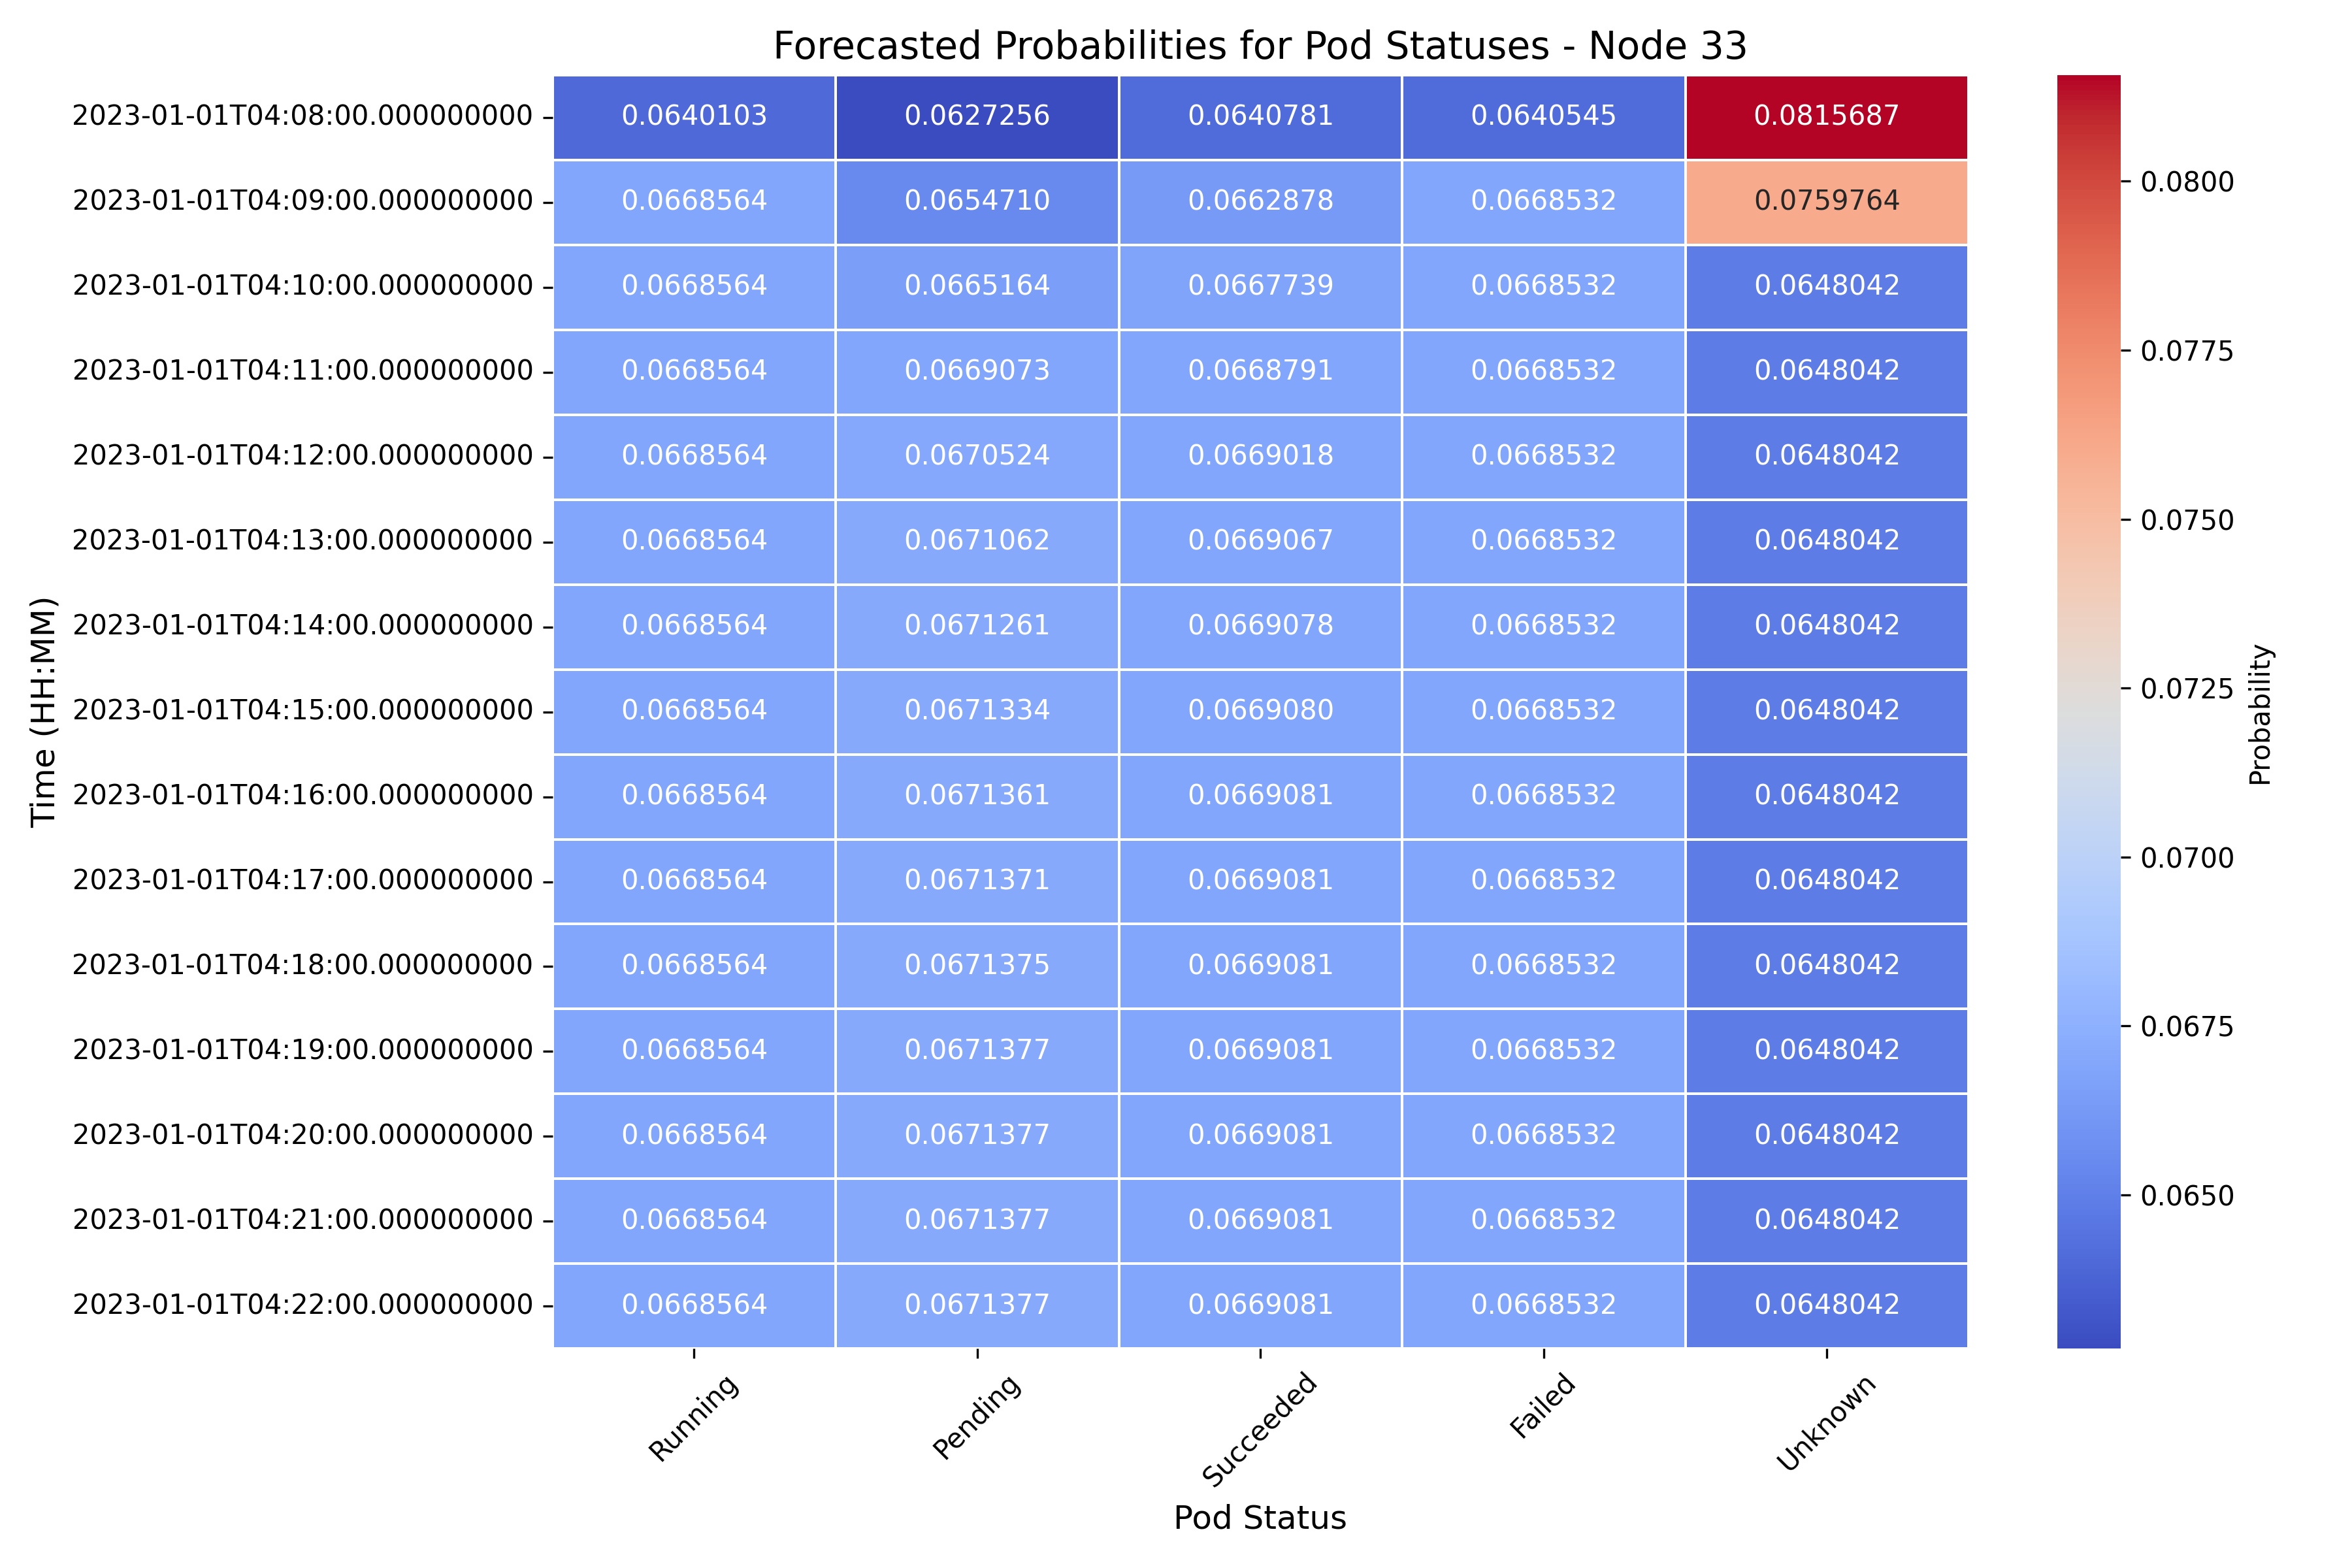 Forecasted Probabilities for Pod Statuses - Node 33
2023-01-01T04:08:00.000000000 0.0640103 0.0627256 0.0640781 0.0640545 0.0815687
2023-01-01T04:09:00.000000000 0.0668564 0.0654710 0.0662878 0.0668532 0.0759764
2023-01-01T04:10:00.000000000 0.0668564 0.0665164 0.0667739 0.0668532 0.0648042
2023-01-01T04:11:00.000000000 0.0668564 0.0669073 0.0668791 0.0668532 0.0648042
2023-01-01T04:12:00.000000000 0.0668564 0.0670524 0.0669018 0.0668532 0.0648042
2023-01-01T04:13:00.000000000 0.0668564 0.0671062 0.0669067 0.0668532 0.0648042
2023-01-01T04:14:00.000000000 0.0668564 0.0671261 0.0669078 0.0668532 0.0648042
2023-01-01T04:15:00.000000000 0.0668564 0.0671334 0.0669080 0.0668532 0.0648042
2023-01-01T04:16:00.000000000 0.0668564 0.0671361 0.0669081 0.0668532 0.0648042
2023-01-01T04:17:00.000000000 0.0668564 0.0671371 0.0669081 0.0668532 0.0648042
2023-01-01T04:18:00.000000000 0.0668564 0.0671375 0.0669081 0.0668532 0.0648042
2023-01-01T04:19:00.000000000 0.0668564 0.0671377 0.0669081 0.0668532 0.0648042
2023-01-01T04:20:00.000000000 0.0668564 0.0671377 0.0669081 0.0668532 0.0648042
2023-01-01T04:21:00.000000000 0.0668564 0.0671377 0.0669081 0.0668532 0.0648042
2023-01-01T04:22:00.000000000 0.0668564 0.0671377 0.0669081 0.0668532 0.0648042
Time (HH:MM)
Running Pending Succeeded Failed Unknown
Pod Status
0.0800
0.0775
0.0750
0.0725
0.0700
0.0675
0.0650
Probability